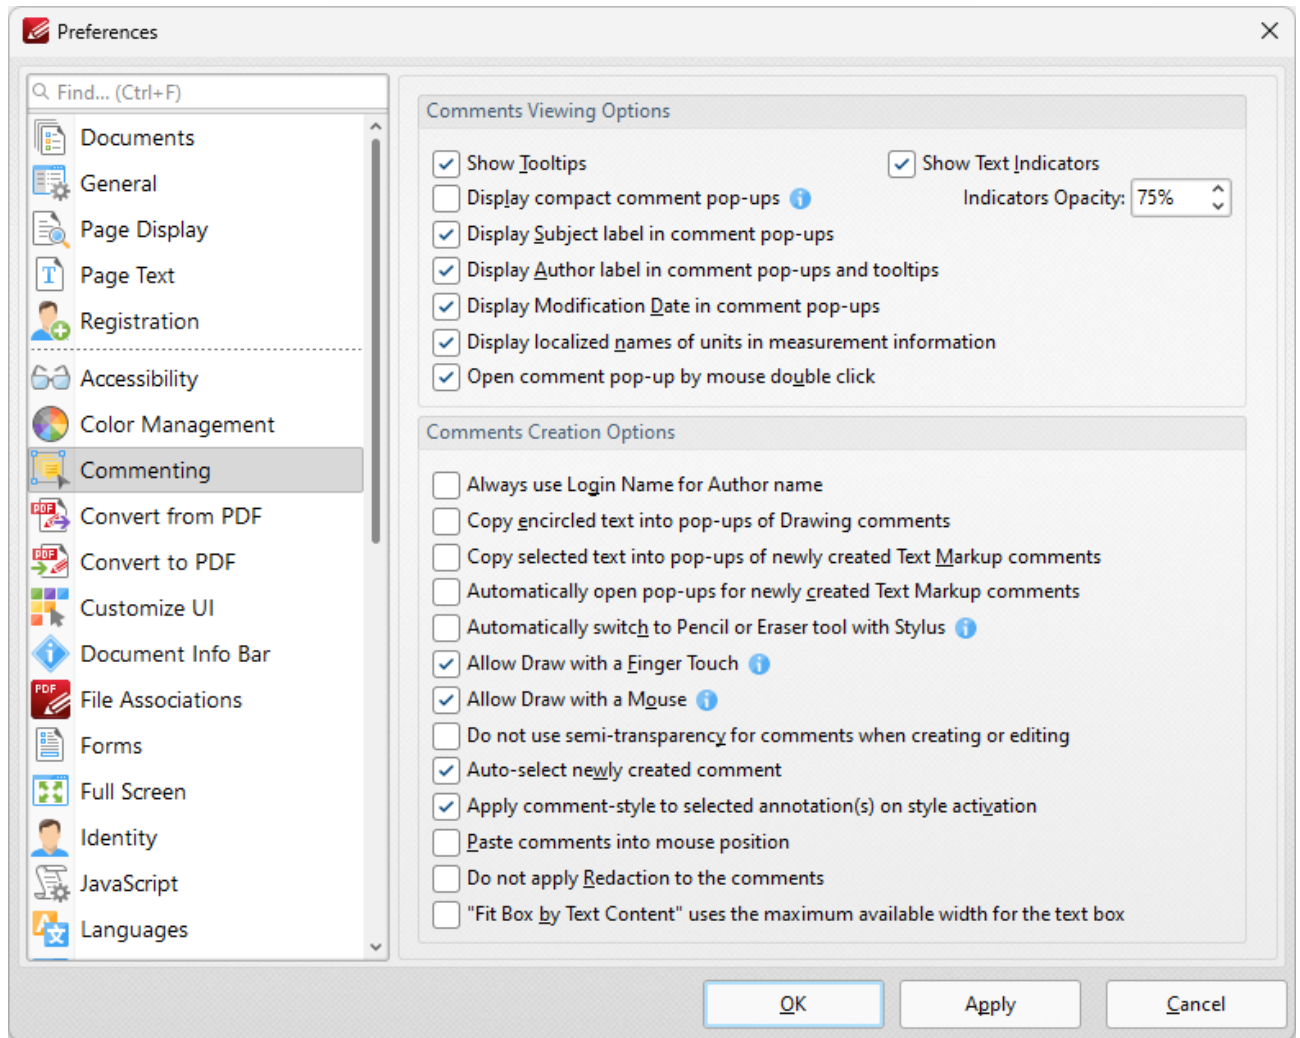 Preferences
Find... (Ctrl+F)
Documents
General
Page Display
Page Text
Registration
Accessibility
Color Management
Commenting
Convert from PDF
Convert to PDF
Customize UI
Document Info Bar
File Associations
Forms
Full Screen
Identity
JavaScript
Languages
Comments Viewing Options
Show Tooltips
Show Text Indicators
Display compact comment pop-ups
Indicators Opacity: 75%
Display Subject label in comment pop-ups
Display Author label in comment pop-ups and tooltips
Display Modification Date in comment pop-ups
Display localized names of units in measurement information
Open comment pop-up by mouse double click
Comments Creation Options
Always use Login Name for Author name
Copy encircled text into pop-ups of Drawing comments
Copy selected text into pop-ups of newly created Text Markup comments
Automatically open pop-ups for newly created Text Markup comments
Automatically switch to Pencil or Eraser tool with Stylus
Allow Draw with a Finger Touch
Allow Draw with a Mouse
Do not use semi-transparency for comments when creating or editing
Auto-select newly created comment
Apply comment-style to selected annotation(s) on style activation
Paste comments into mouse position
Do not apply Redaction to the comments
"Fit Box by Text Content" uses the maximum available width for the text box
OK
Apply
Cancel